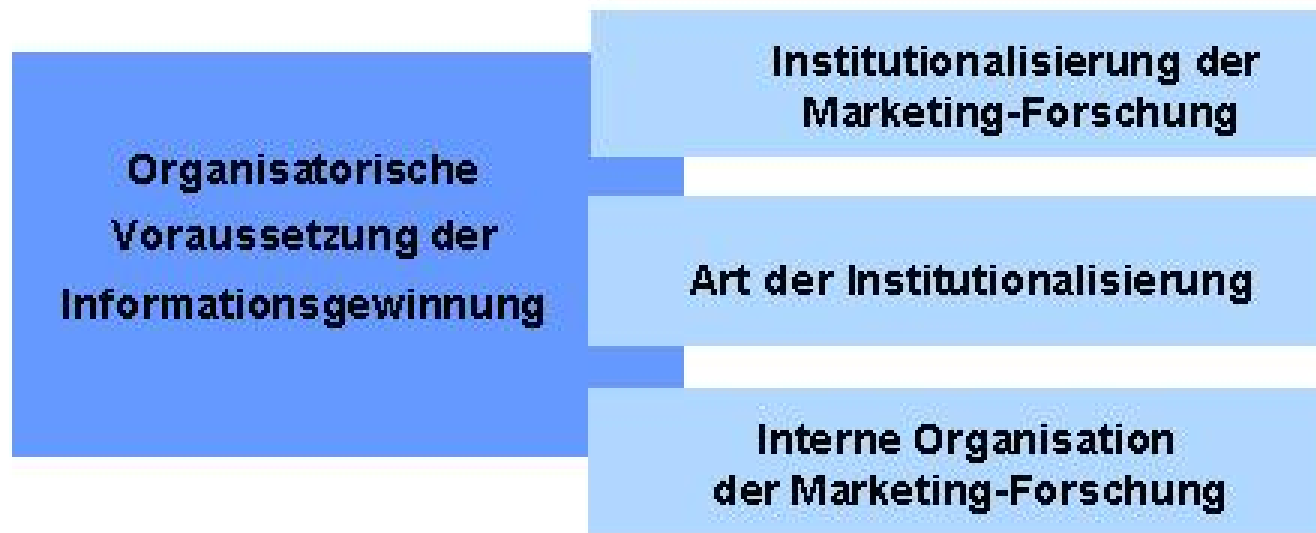 Organisatorische
Voraussetzung der
Informationsgewinnung
Institutionalisierung der
Marketing-Forschung
Art der Institutionalisierung
Interne Organisation
der Marketing-Forschung